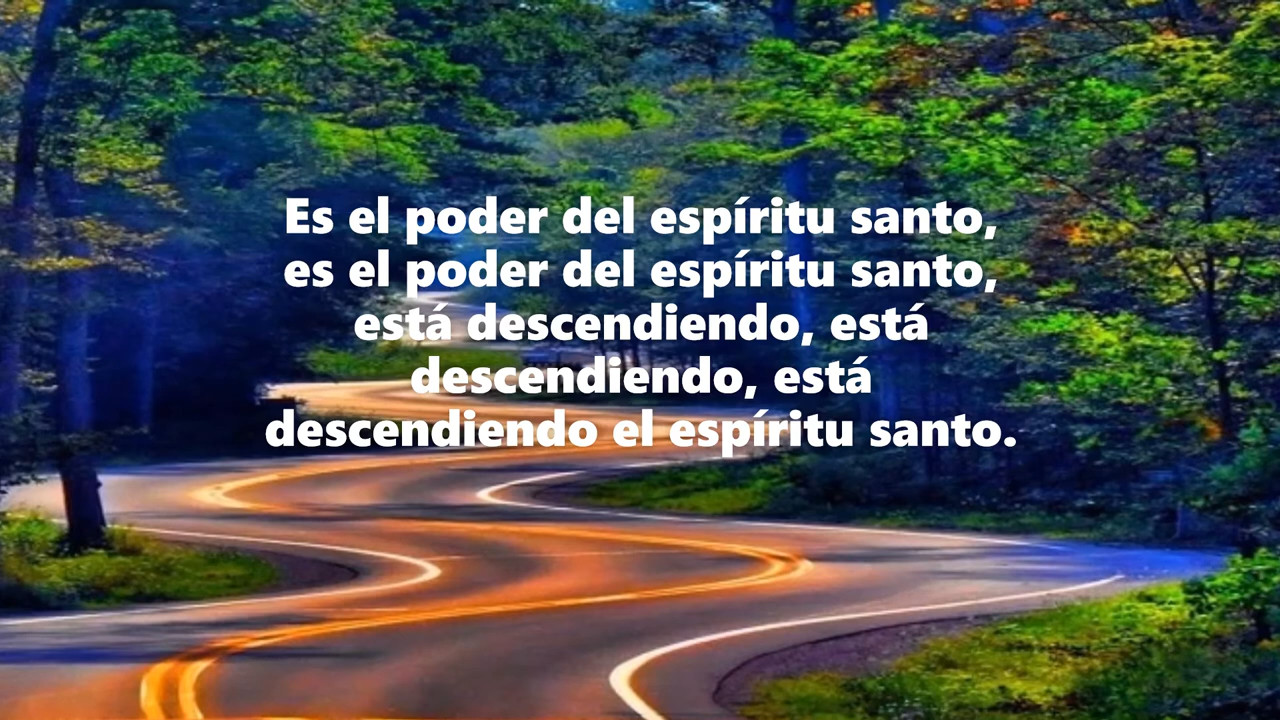 Es el poder del espíritu santo,
es el poder del espíritu santo,
está descendiendo, está
descendiendo, está
descendiendo el espíritu santo.